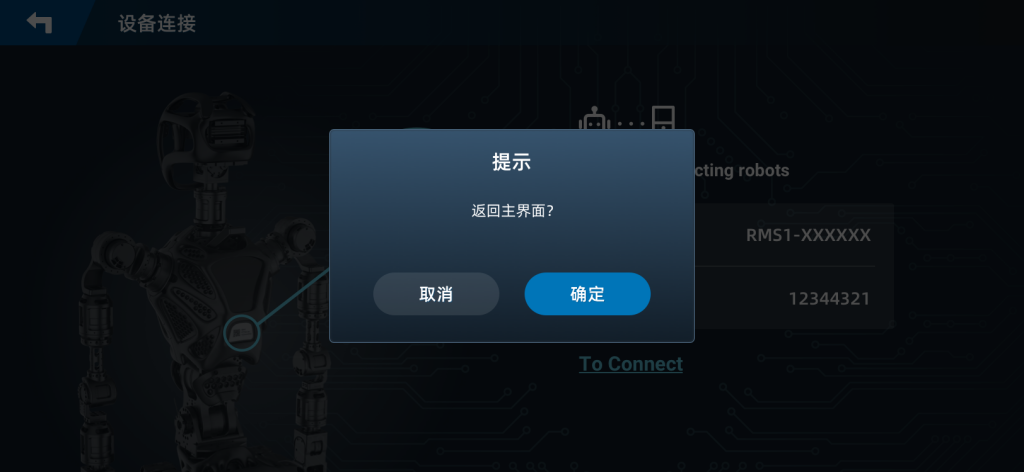 设备连接
提示
cting robots
返回主界面?
RMS1-XXXXXX
取消
确定
12344321
To Connect